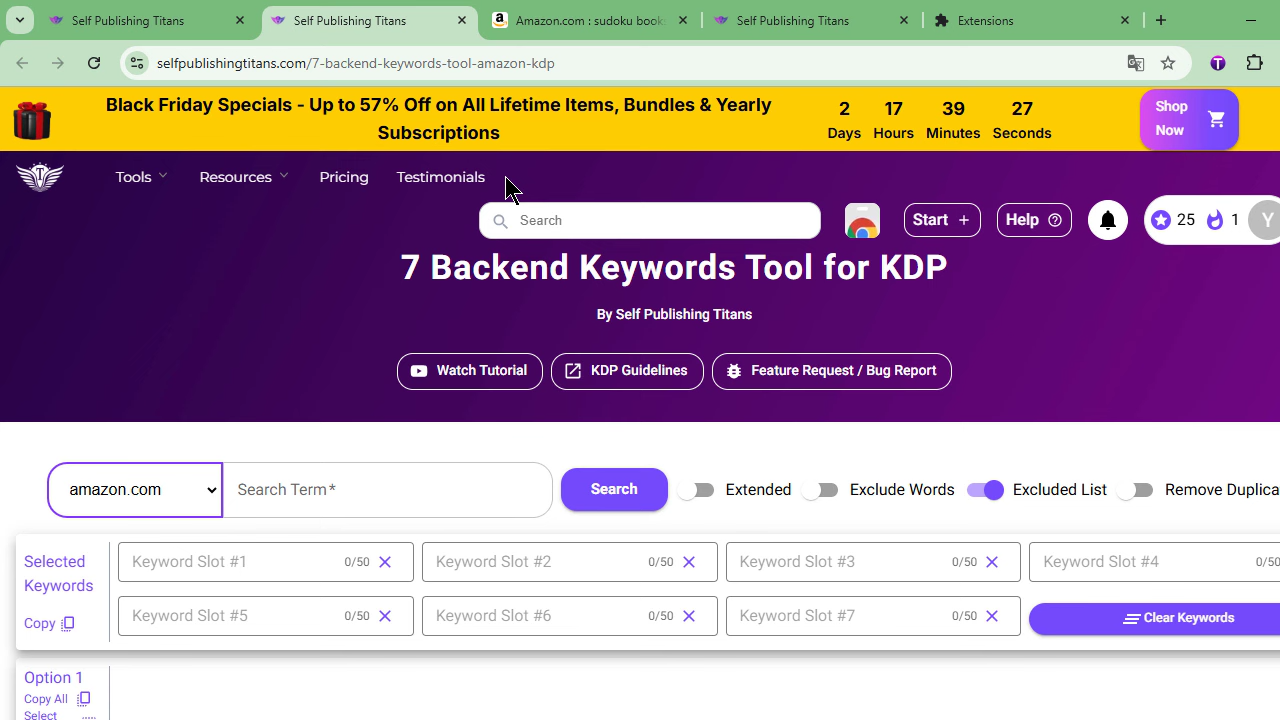 Self Publishing Titans
Self Publishing Titans
Amazon.com : sudoku book
Self Publishing Titans
Extensions
selfpublishingtitans.com/7-backend-keywords-tool-amazon-kdp
T
Black Friday Specials - Up to 57% Off on All Lifetime Items, Bundles & Yearly
Subscriptions
2 17 39 27
Days Hours Minutes Seconds
Shop
Now
T
Tools
Resources
Pricing
Testimonials
Search
Start +
Help
25
1
Y
7 Backend Keywords Tool for KDP
By Self Publishing Titans
Watch Tutorial
KDP Guidelines
Feature Request / Bug Report
amazon.com
Search Term*
Search
Extended
Exclude Words
Excluded List
Remove Duplica
Selected
Keywords
Copy
Keyword Slot #1 0/50
Keyword Slot #2 0/50
Keyword Slot #3 0/50
Keyword Slot #4 0/50
Keyword Slot #5 0/50
Keyword Slot #6 0/50
Keyword Slot #7 0/50
Clear Keywords
Option 1
Copy All
Select